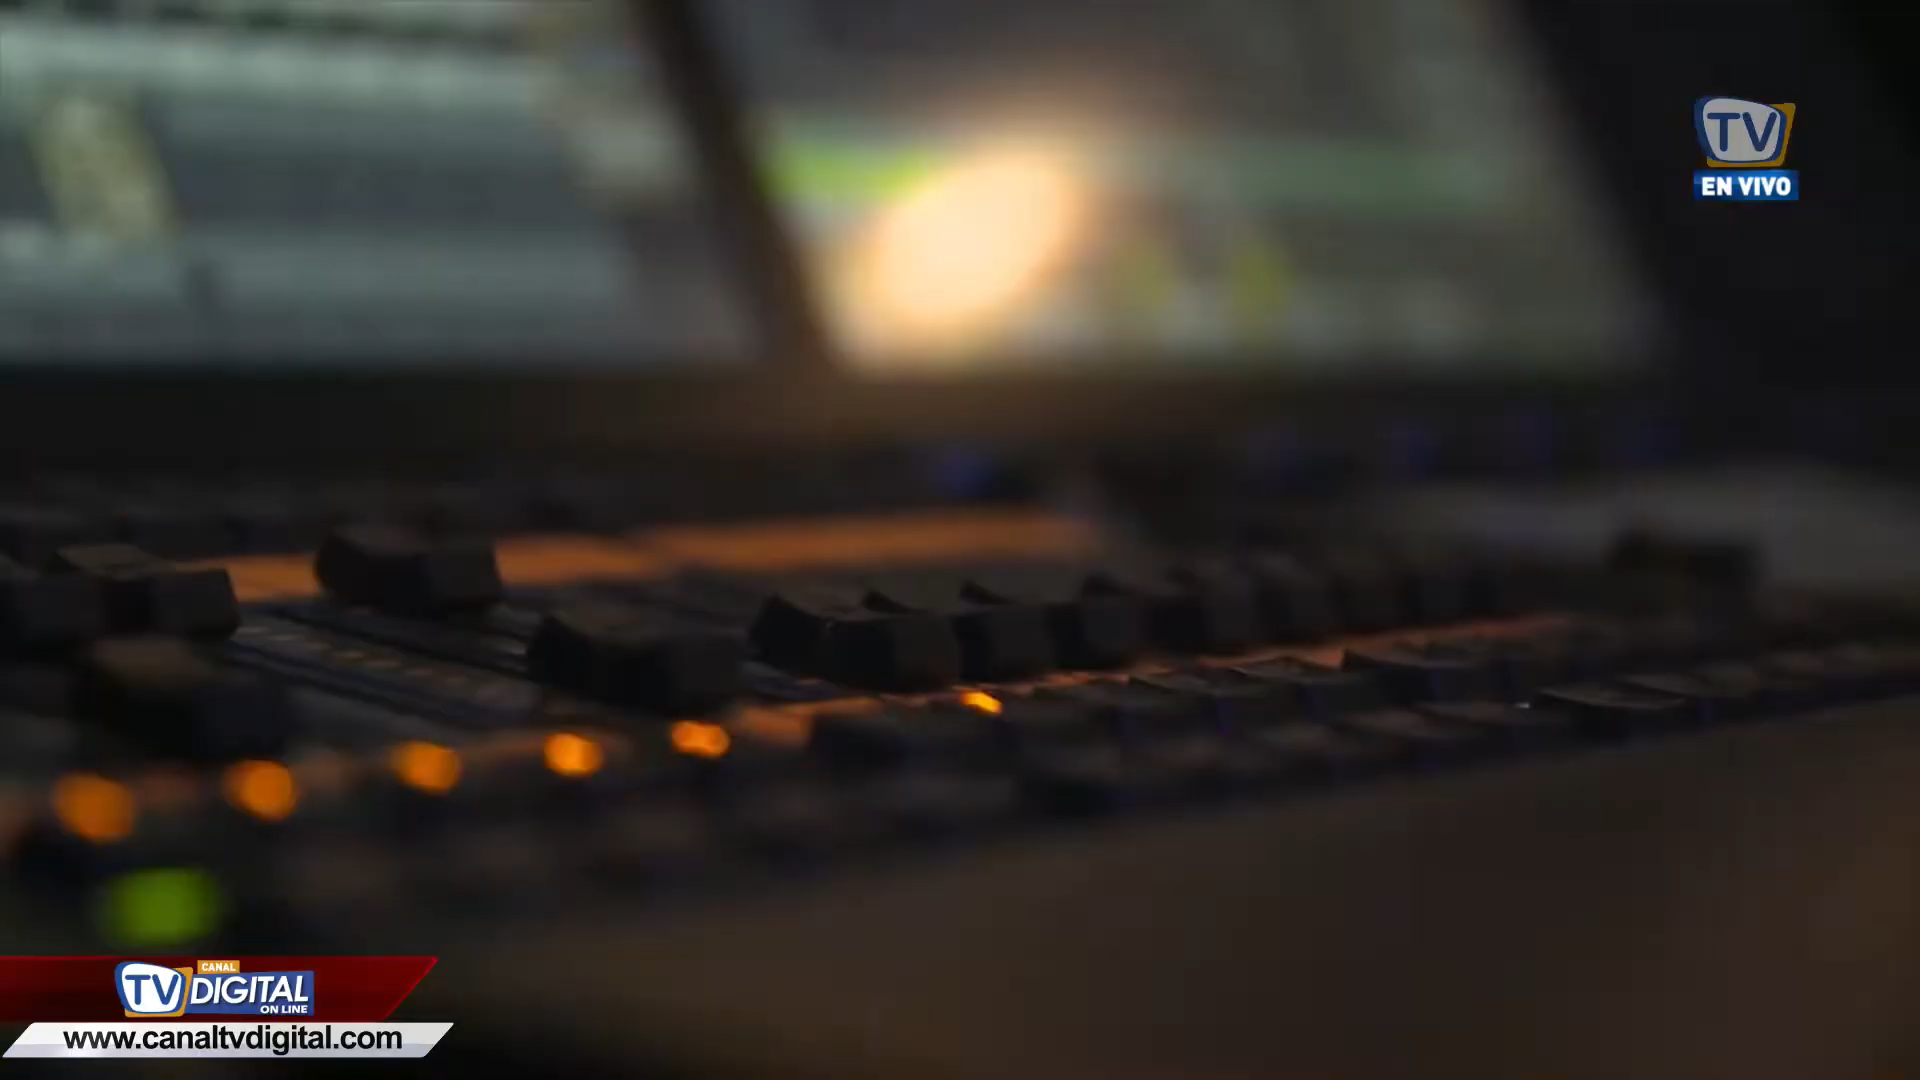 TV
EN VIVO
CANAL
TV DIGITAL
ON LINE
www.canaltvdigital.com